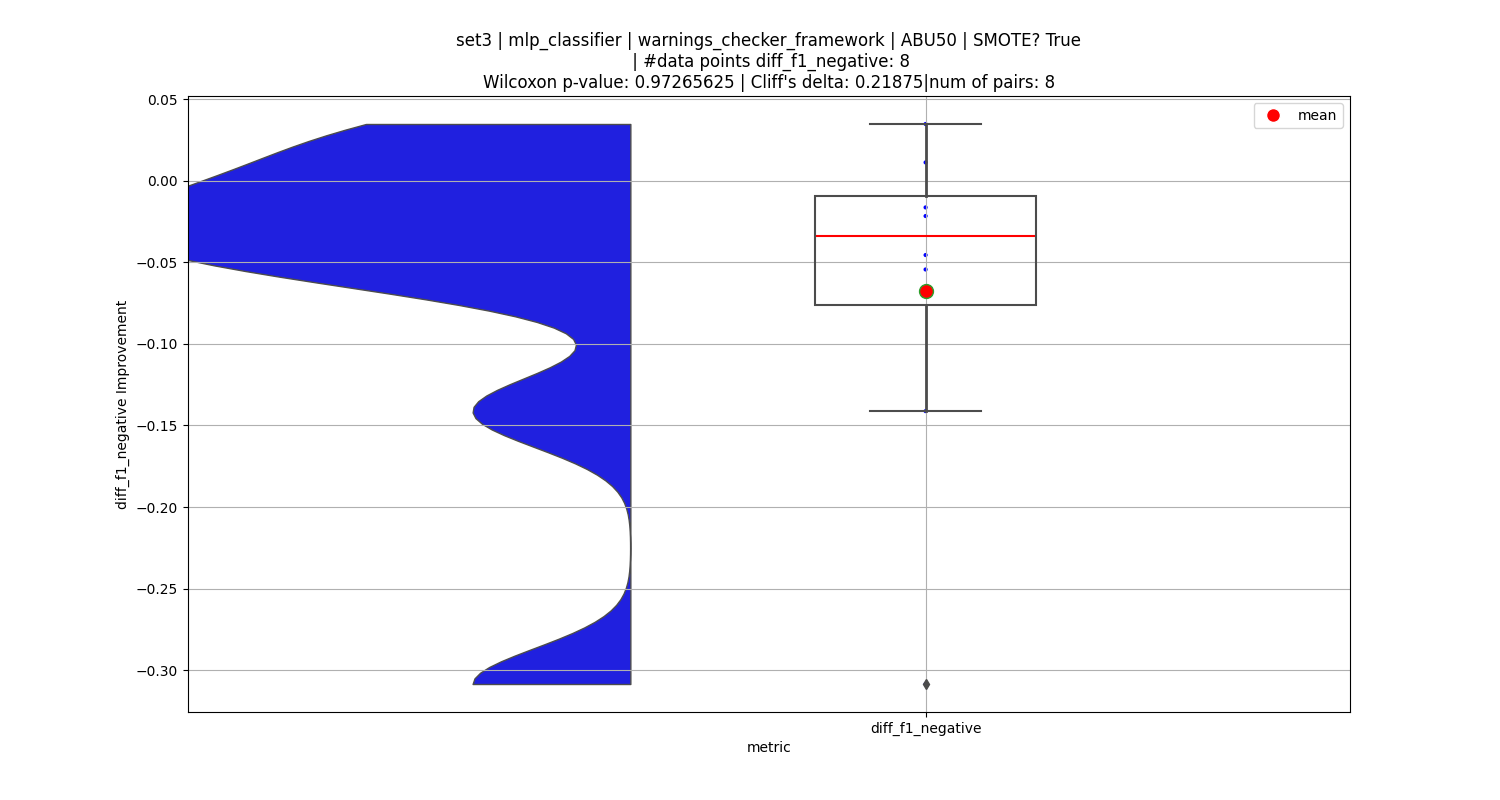 set3 | mlp_classifier | warnings_checker_framework | ABU50 | SMOTE? True
| #data points diff_f1_negative: 8
Wilcoxon p-value: 0.97265625 | Cliff's delta: 0.21875|num of pairs: 8
mean
0.05
0.00
−0.05
−0.10
−0.15
−0.20
−0.25
−0.30
diff_f1_negative Improvement
diff_f1_negative
metric